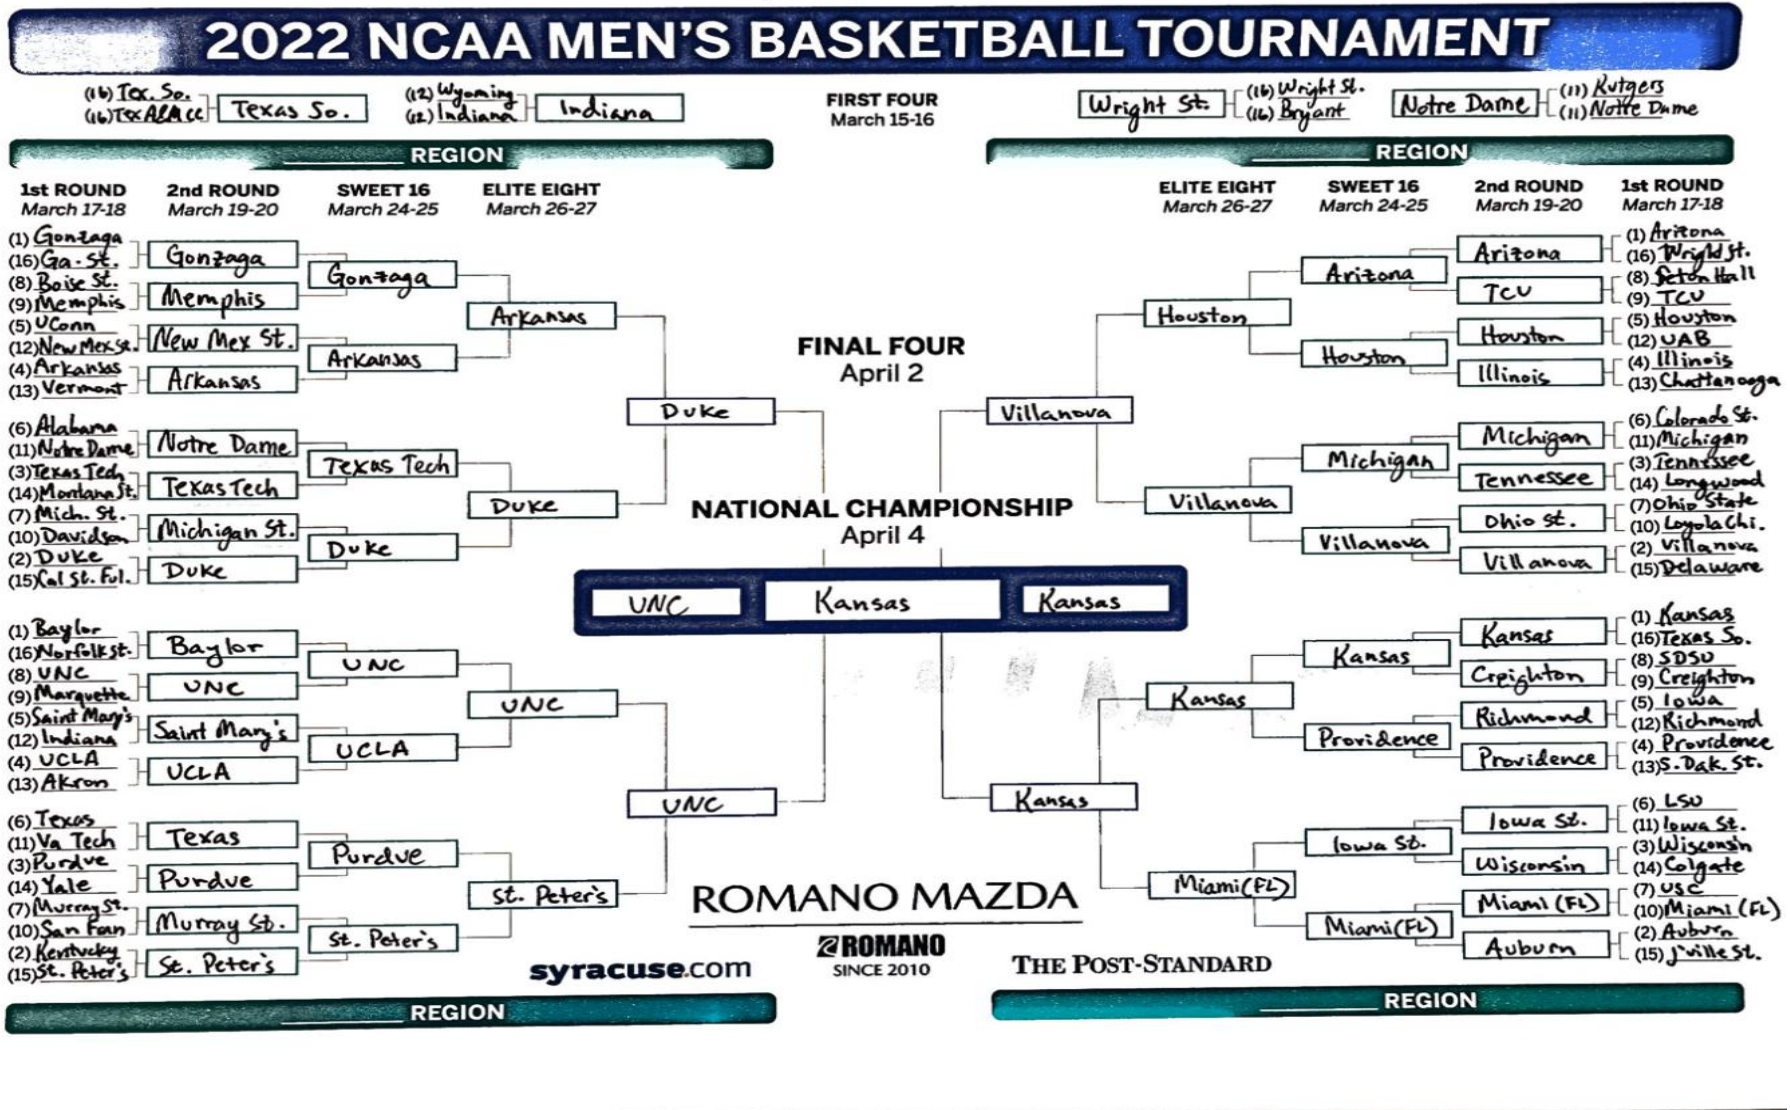 2022 NCAA MEN'S BASKETBALL TOURNAMENT
(16) Tex. So.
(16) Tex A&M CC
Texas So.
(12) Wyoming
(12) Indiana
Indiana
FIRST FOUR
March 15-16
Wright St.
(16) Wright St.
(16) Bryant
Notre Dame
(11) Rutgers
(11) Notre Dame
REGION
REGION
1st ROUND
March 17-18
2nd ROUND
March 19-20
SWEET 16
March 24-25
ELITE EIGHT
March 26-27
ELITE EIGHT
March 26-27
SWEET 16
March 24-25
2nd ROUND
March 19-20
1st ROUND
March 17-18
(1) Gonzaga
(16) Ga. St.
(8) Boise St.
(9) Memphis
(5) UConn
(12) New Mex St.
(4) Arkansas
(13) Vermont
(6) Alabama
(11) Notre Dame
(3) Texas Tech
(14) Montana St.
(7) Mich. St.
(10) Davidson
(2) Duke
(15) Cal St. Ful.
Gonzaga
Memphis
New Mex St.
Arkansas
Notre Dame
Texas Tech
Michigan St.
Duke
Gonzaga
Arkansas
Texas Tech
Duke
Arkansas
Duke
Duke
(1) Baylor
(16) Norfolk St.
(8) UNC
(9) Marquette
(5) Saint Mary's
(12) Indiana
(4) UCLA
(13) Akron
(6) Texas
(11) Va Tech
(3) Purdue
(14) Yale
(7) Murray St.
(10) San Fran
(2) Kentucky
(15) St. Peter's
Baylor
UNC
Saint Mary's
UCLA
Texas
Purdue
Murray St.
St. Peter's
UNC
UCLA
Purdue
St. Peter's
UNC
St. Peter's
UNC
FINAL FOUR
April 2
NATIONAL CHAMPIONSHIP
April 4
UNC
Kansas
Kansas
Villanova
Houston
Villanova
Arizona
Houston
Michigan
Villanova
Arizona
TCU
Houston
Illinois
Michigan
Tennessee
Ohio St.
Villanova
(1) Arizona
(16) Wright St.
(8) Seton Hall
(9) TCU
(5) Houston
(12) UAB
(4) Illinois
(13) Chattanooga
(6) Colorado St.
(11) Michigan
(3) Tennessee
(14) Longwood
(7) Ohio State
(10) Loyola Chi.
(2) Villanova
(15) Delaware
Kansas
Kansas
Miami (FL)
Kansas
Providence
Iowa St.
Miami (FL)
Kansas
Creighton
Richmond
Providence
Iowa St.
Wisconsin
Miami (FL)
Auburn
(1) Kansas
(16) Texas So.
(8) SDSU
(9) Creighton
(5) Iowa
(12) Richmond
(4) Providence
(13) S. Dak. St.
(6) LSU
(11) Iowa St.
(3) Wisconsin
(14) Colgate
(7) USC
(10) Miami (FL)
(2) Auburn
(15) J'ville St.
ROMANO MAZDA
ROMANO
SINCE 2010
syracuse.com
THE POST-STANDARD
REGION
REGION